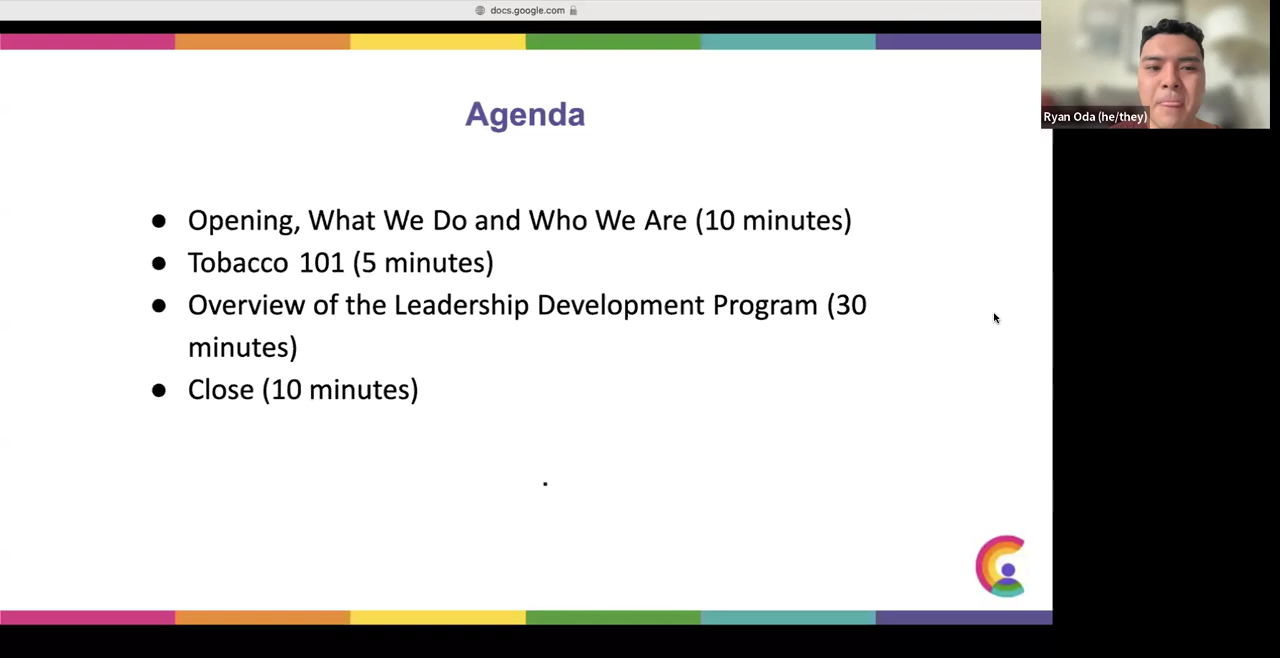 docs.google.com
Ryan Oda (he/they)
Agenda
● Opening, What We Do and Who We Are (10 minutes)
● Tobacco 101 (5 minutes)
● Overview of the Leadership Development Program (30
minutes)
● Close (10 minutes)
.